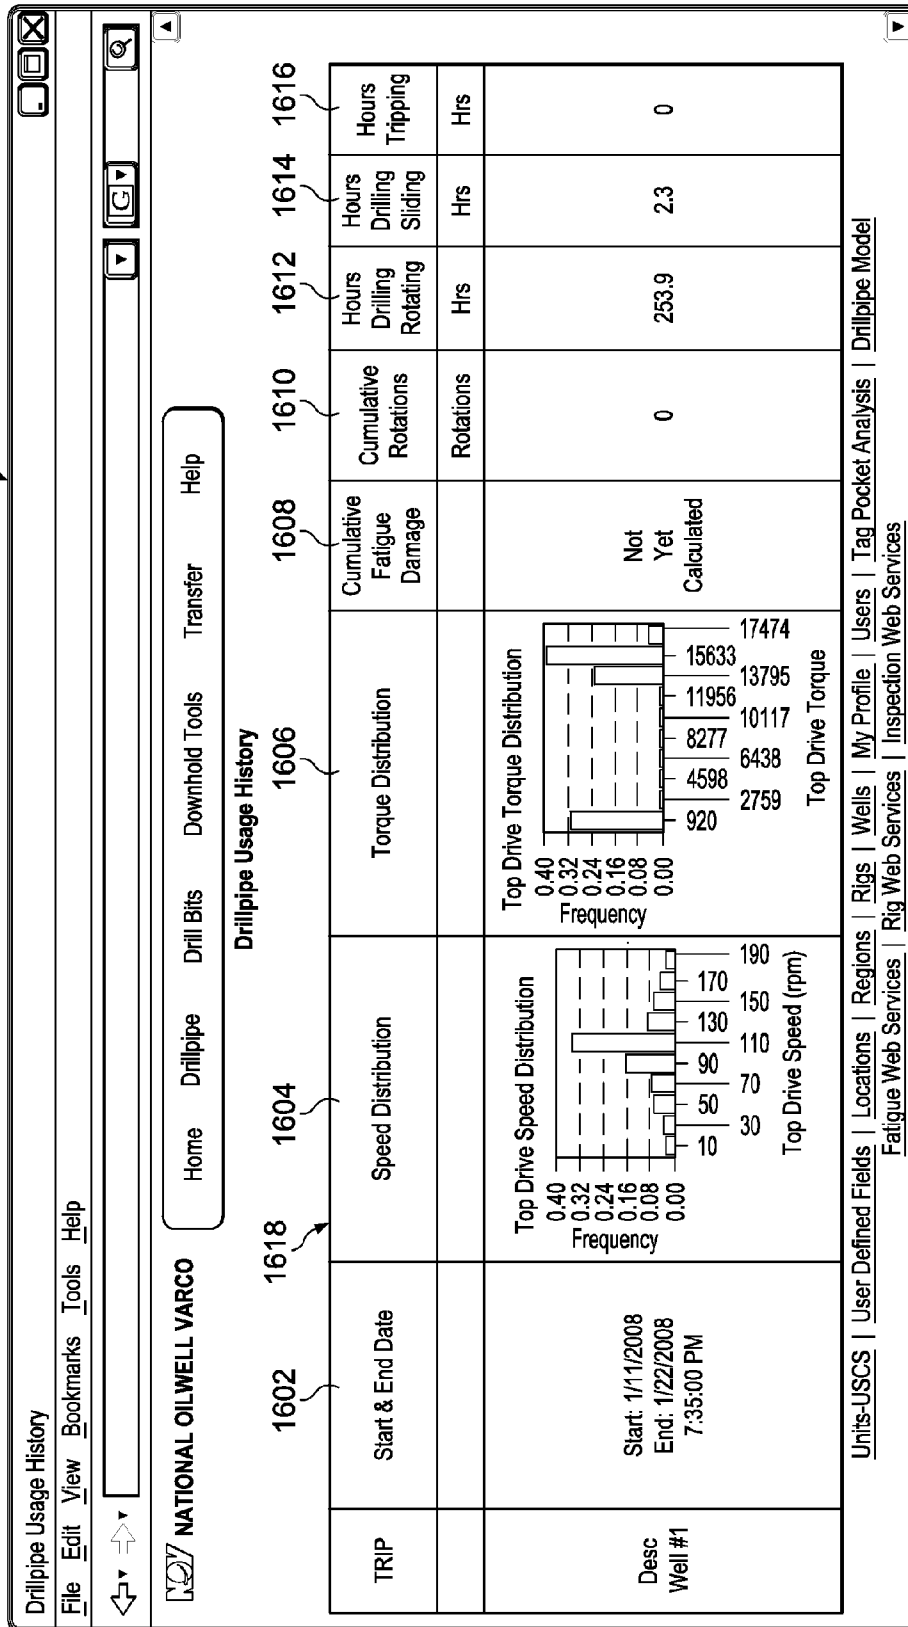 Drillpipe Usage History
File Edit View Bookmarks Tools Help
G
NOV NATIONAL OILWELL VARCO
Home Drillpipe Drill Bits Downhold Tools Transfer Help
Drillpipe Usage History
1602 1618 1604 1606 1608 1610 1612 1614 1616
TRIP
Start & End Date
Speed Distribution
Torque Distribution
Cumulative
Fatigue
Damage
Cumulative
Rotations
Hours
Drilling
Rotating
Hours
Drilling
Sliding
Hours
Tripping
Rotations
Hrs
Hrs
Hrs
Desc
Well #1
Start: 1/11/2008
End: 1/22/2008
7:35:00 PM
Top Drive Speed Distribution
0.40
0.32
0.24
0.16
0.08
0.00
Frequency
10 30 50 70 90 110 130 150 170 190
Top Drive Speed (rpm)
Top Drive Torque Distribution
0.40
0.32
0.24
0.16
0.08
0.00
Frequency
920 2759 4598 6438 8277 10117 11956 13795 15633 17474
Top Drive Torque
Not
Yet
Calculated
0
253.9
2.3
0
Units-USCS | User Defined Fields | Locations | Regions | Rigs | Wells | My Profile | Users | Tag Pocket Analysis | Drillpipe Model
Fatigue Web Services | Rig Web Services | Inspection Web Services